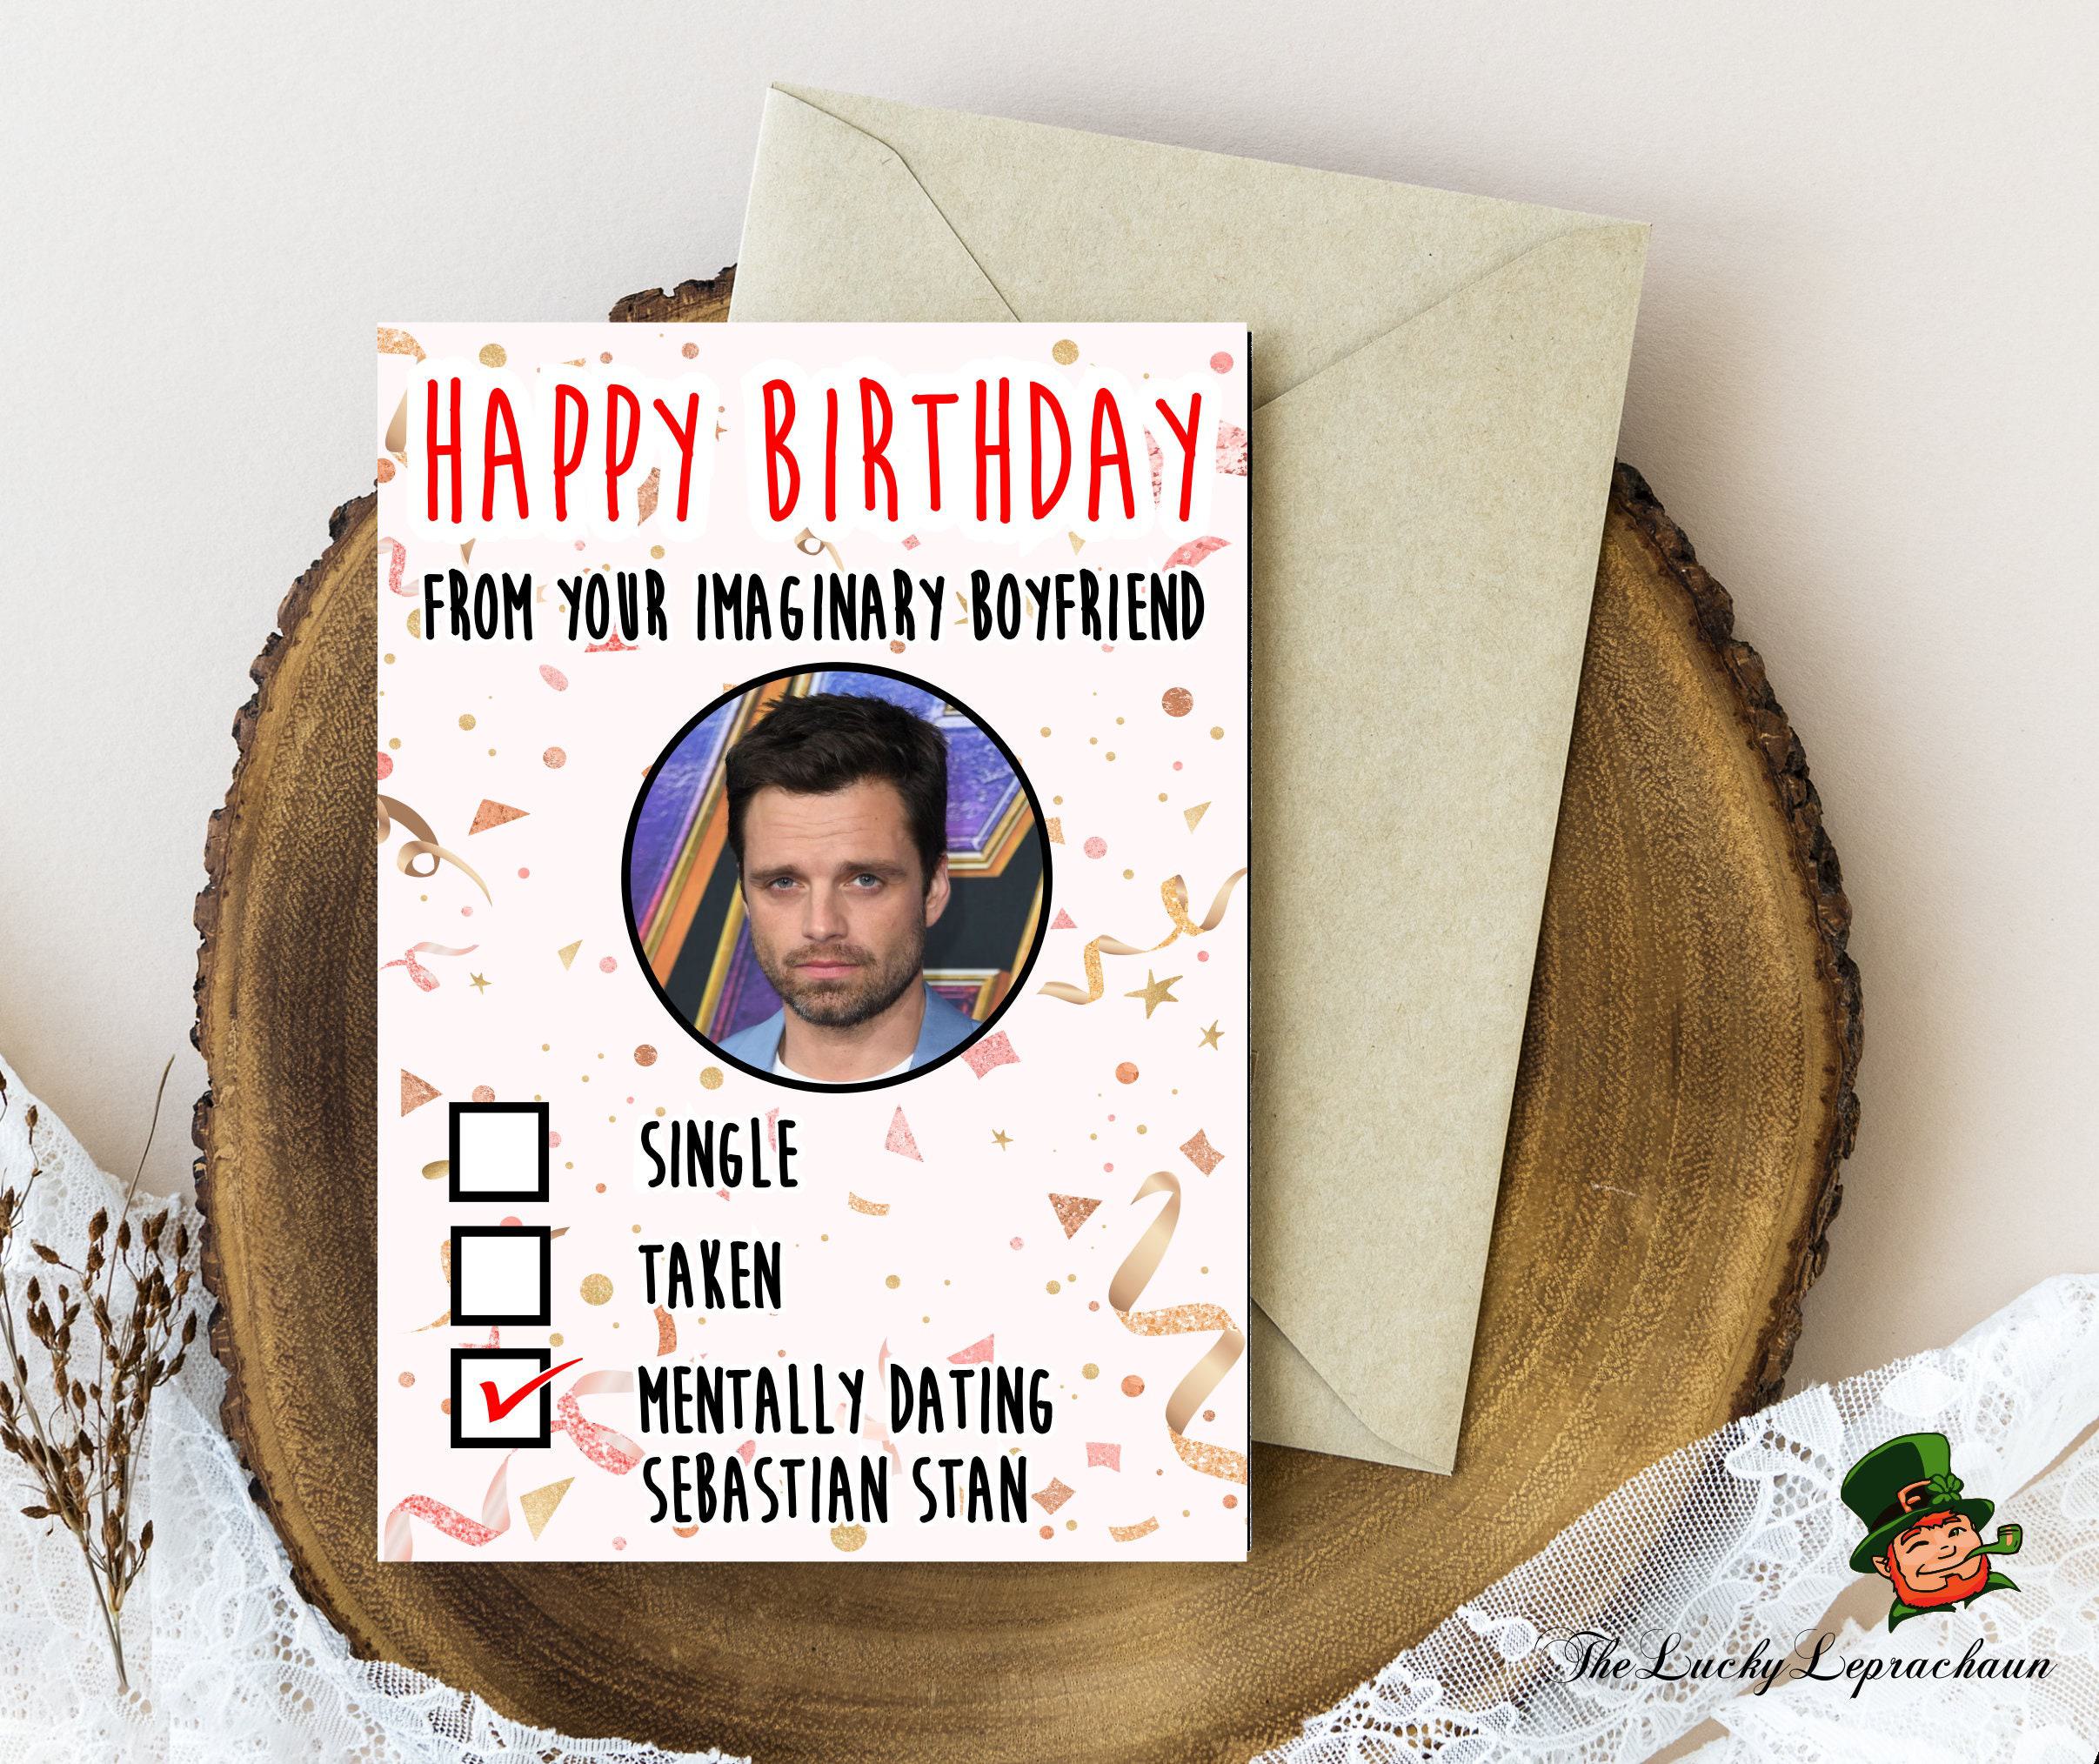 HAPPY BIRTHDAY
FROM YOUR IMAGINARY BOYFRIEND
SINGLE
TAKEN
MENTALLY DATING
SEBASTIAN STAN
TheLuckyLeprachaun